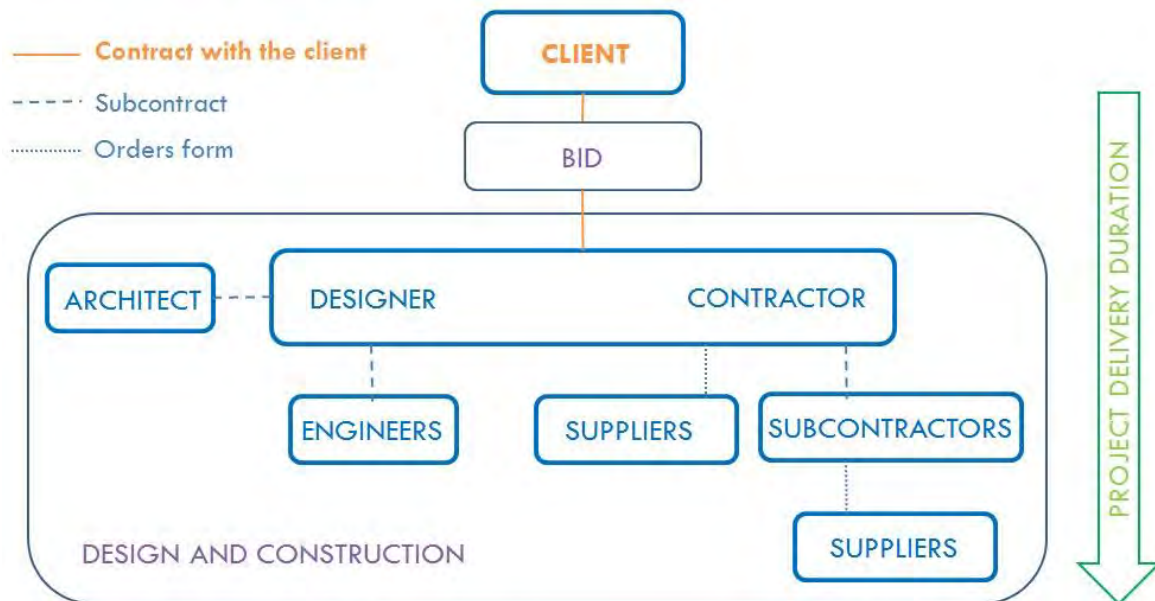 Contract with the client
Subcontract
Orders form
CLIENT
BID
ARCHITECT
DESIGNER
CONTRACTOR
ENGINEERS
SUPPLIERS
SUBCONTRACTORS
SUPPLIERS
DESIGN AND CONSTRUCTION
PROJECT DELIVERY DURATION